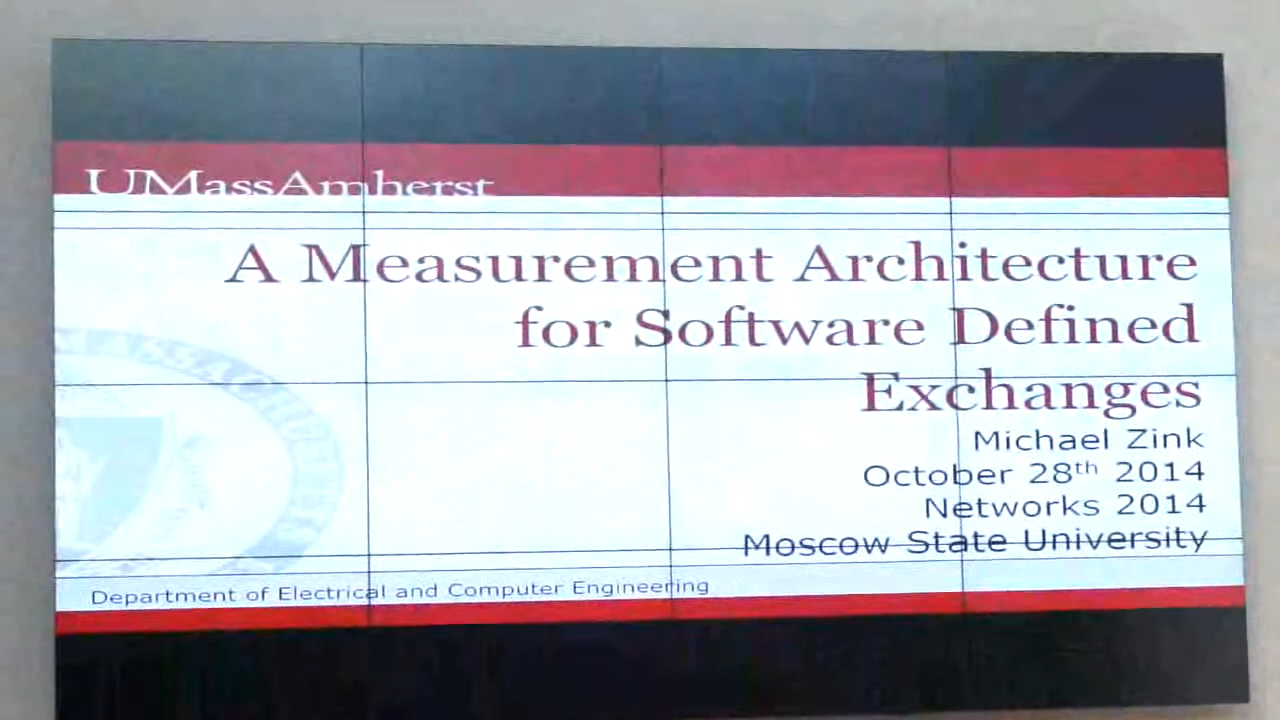 UMassAmherst
A Measurement Architecture
for Software Defined
Exchanges
Michael Zink
October 28th 2014
Networks 2014
Moscow State University
Department of Electrical and Computer Engineering